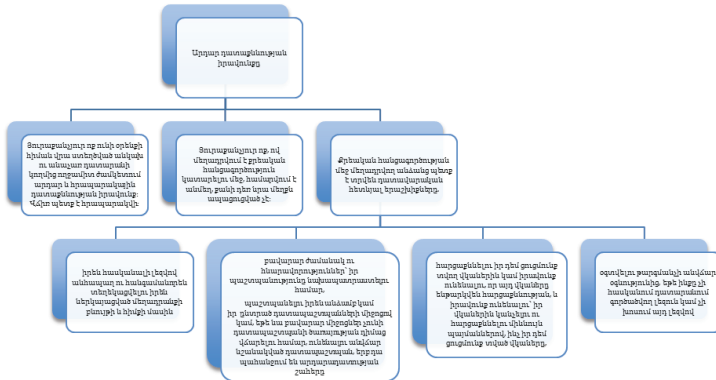 Արդար դատաքննության
իրավունքը
Յուրաքանչյուր ոք ունի օրենքի
հիման վրա ստեղծված անկախ
ու անաչառ դատարանի
կողմից ողջամիտ ժամկետում
արդար և հրապարակային
դատաքննության իրավունք:
Վճիռ պետք է հրապարակվի:
Յուրաքանչյուր ոք, ով
մեղադրվում է քրեական
հանցագործություն
կատարելու մեջ, համարվում է
անմեղ, քանի դեռ նրա մեղքն
ապացուցված չէ:
Քրեական հանցագործության
մեջ մեղադրվող անձանց պետք
է տրվեն դատավարական
հետևյալ երաշխիքները.
իրեն հասկանալի լեզվով
անհապաղ ու հանգամանորեն
տեղեկացվելու իրեն
ներկայացված մեղադրանքի
բնույթի և հիմքի մասին
բավարար ժամանակ ու
հնարավորություններ՝ իր
պաշտպանությունը նախապատրաստելու
համար,
պաշտպանելու իրեն անձամբ կամ
իր ընտրած դատապաշտպանների միջոցով
կամ, եթե նա բավարար միջոցներ չունի
դատապաշտպանի ծառայության դիմաց
վճարելու համար, ունենալու անվճար
նշանակված դատապաշտպան, երբ դա
պահանջում են արդարադատության
շահերը
հարցաքննելու իր դեմ ցուցմունք
տվող վկաներին կամ իրավունք
ունենալու, որ այդ վկաները
ենթարկվեն հարցաքննության, և
իրավունք ունենալու՝ իր
վկաներին կանչելու ու
հարցաքննելու միևնույն
պայմաններով, ինչ իր դեմ
ցուցմունք տված վկաները,
օգտվելու թարգմանչի անվճար
օգնությունից, եթե ինքը չի
հասկանում դատարանում
գործածվող լեզուն կամ չի
խոսում այդ լեզվով